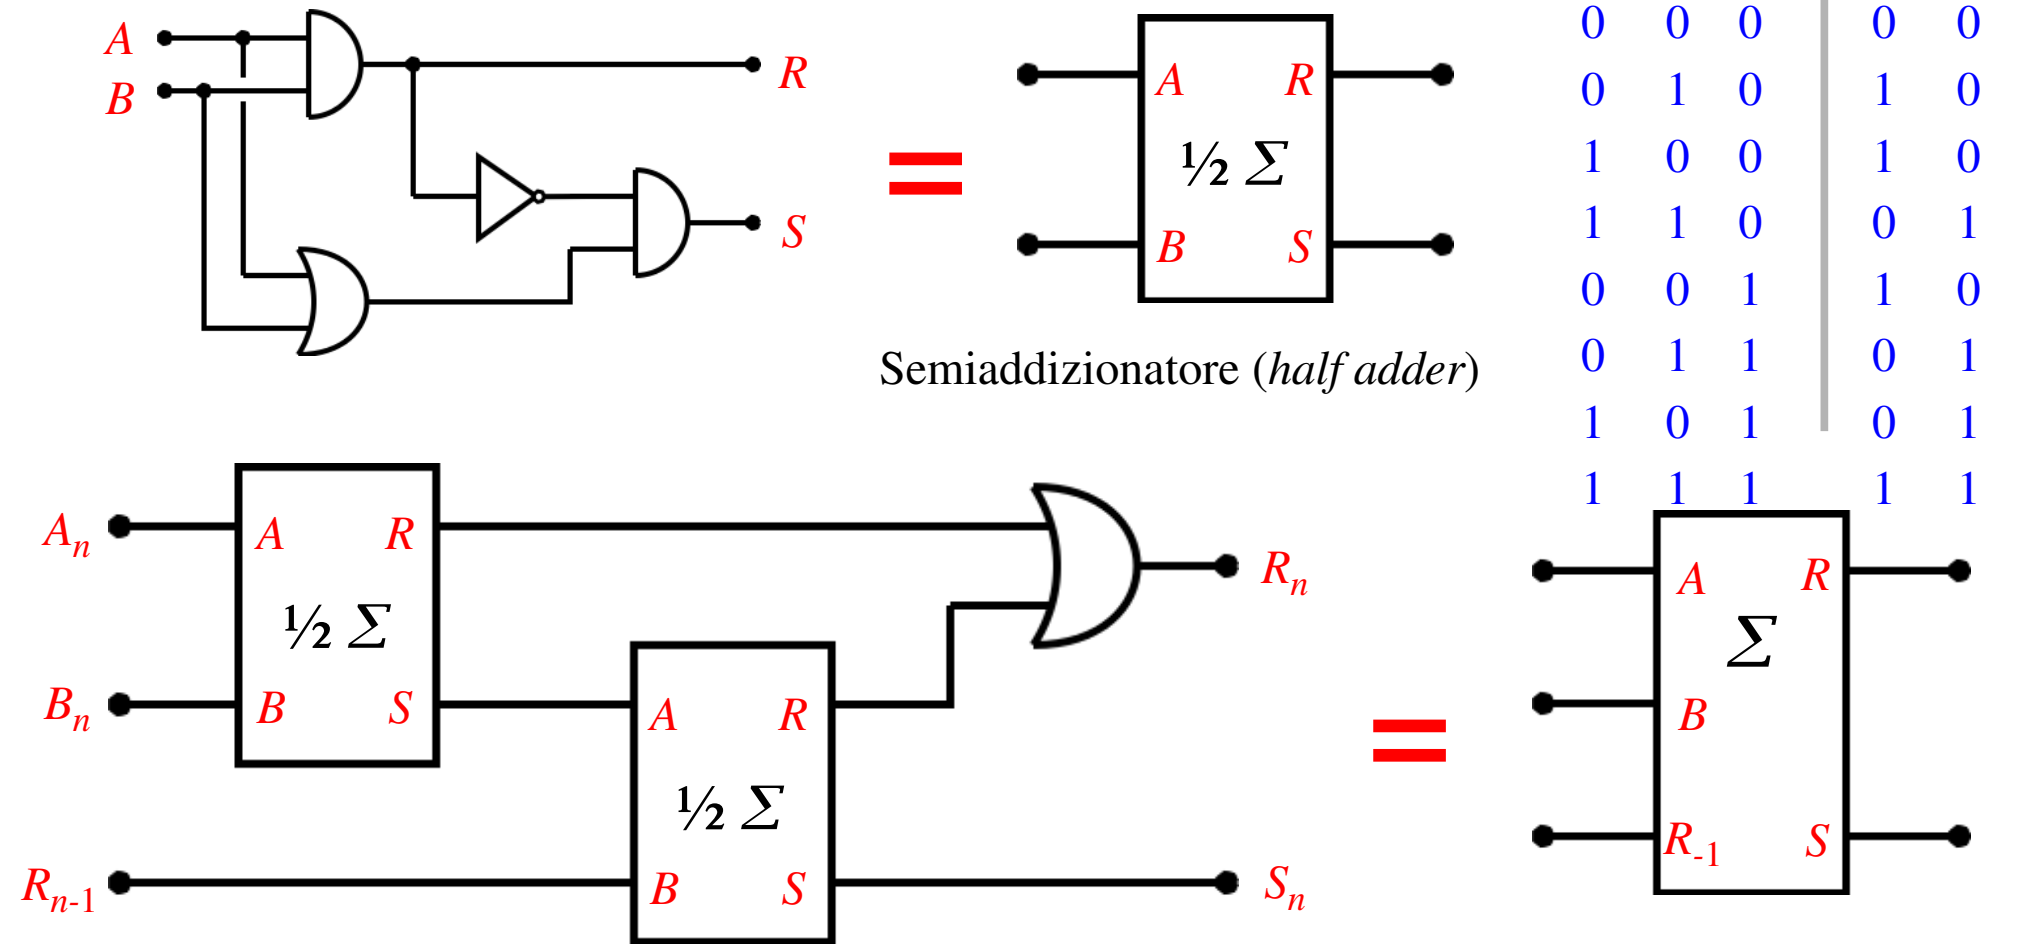 A
B
R
S
=
A R
½ Σ
B S
Semiaddizionatore (half adder)
0 0 0 0 0
0 1 0 1 0
1 0 0 1 0
1 1 0 0 1
0 0 1 1 0
0 1 1 0 1
1 0 1 0 1
1 1 1 1 1
Aₙ
Bₙ
Rₙ₋₁
A R
½ Σ
B S
A R
½ Σ
B S
Rₙ
Sₙ
=
A R
Σ
B
R₋₁ S